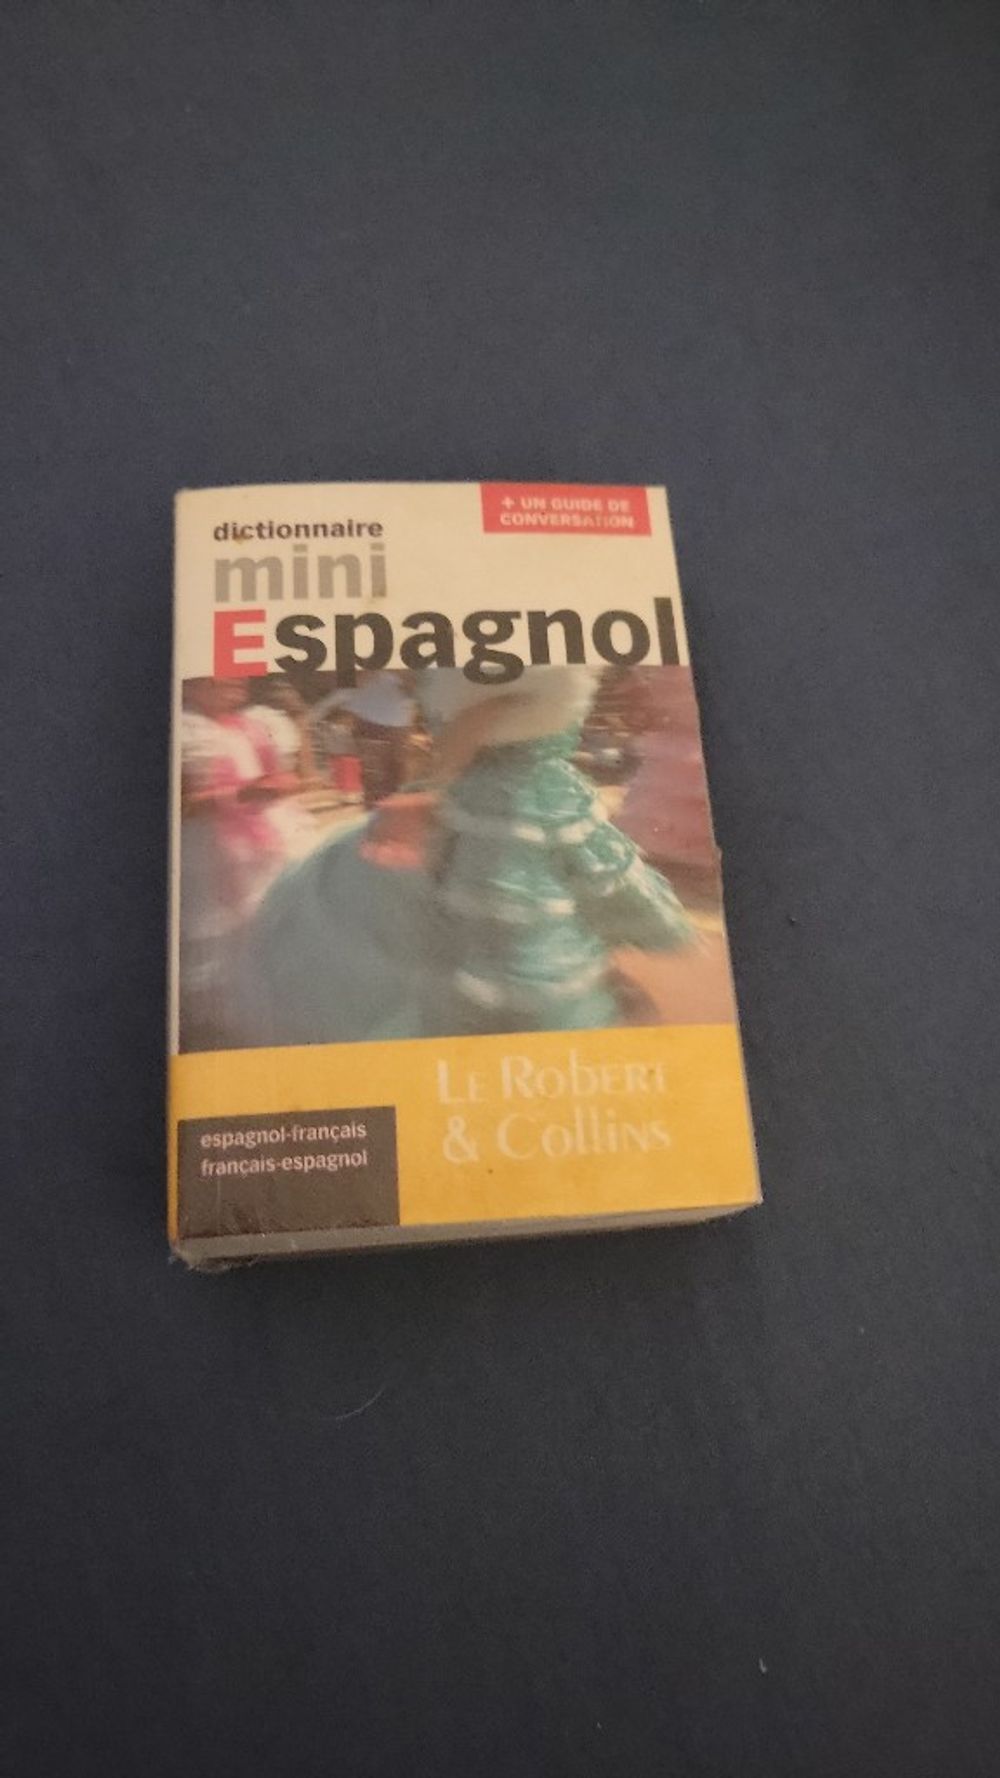 + UN GUIDE DE
CONVERSATION
dictionnaire
mini
Espagnol
LE ROBERT
& COLLINS
espagnol-français
français-espagnol